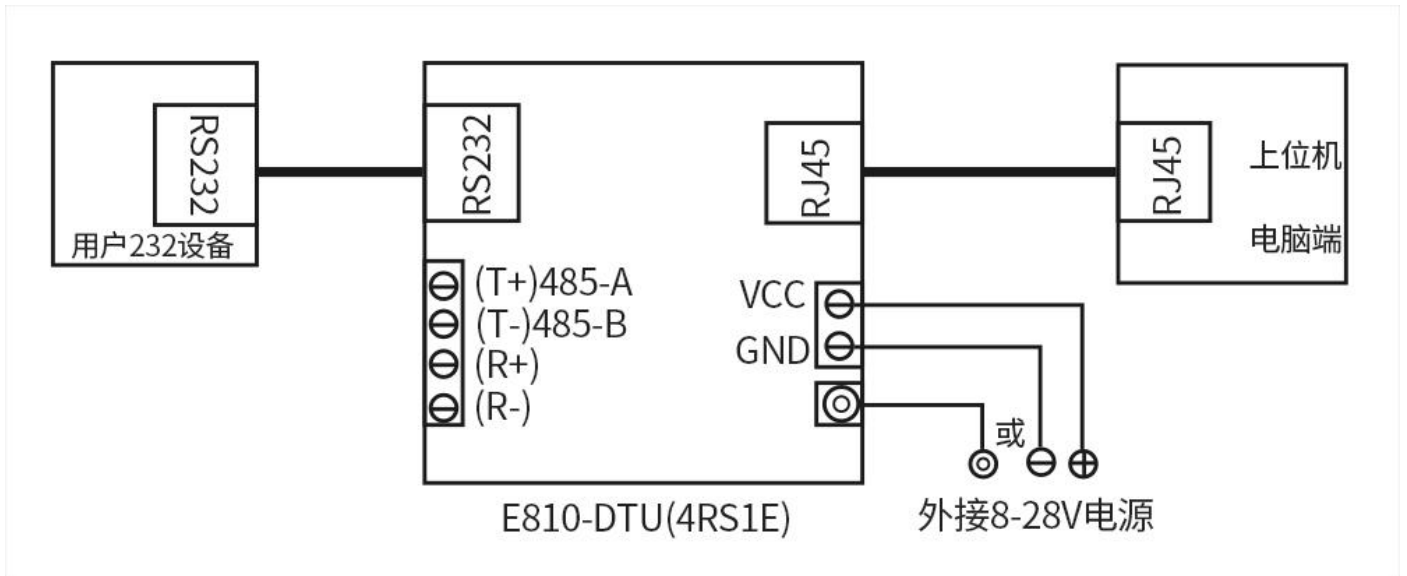 RS232
用户232设备
RS232
(T+)485-A
(T-)485-B
(R+)
(R-)
RJ45
VCC
GND
E810-DTU(4RS1E)
RJ45
上位机
电脑端
或
外接8-28V电源